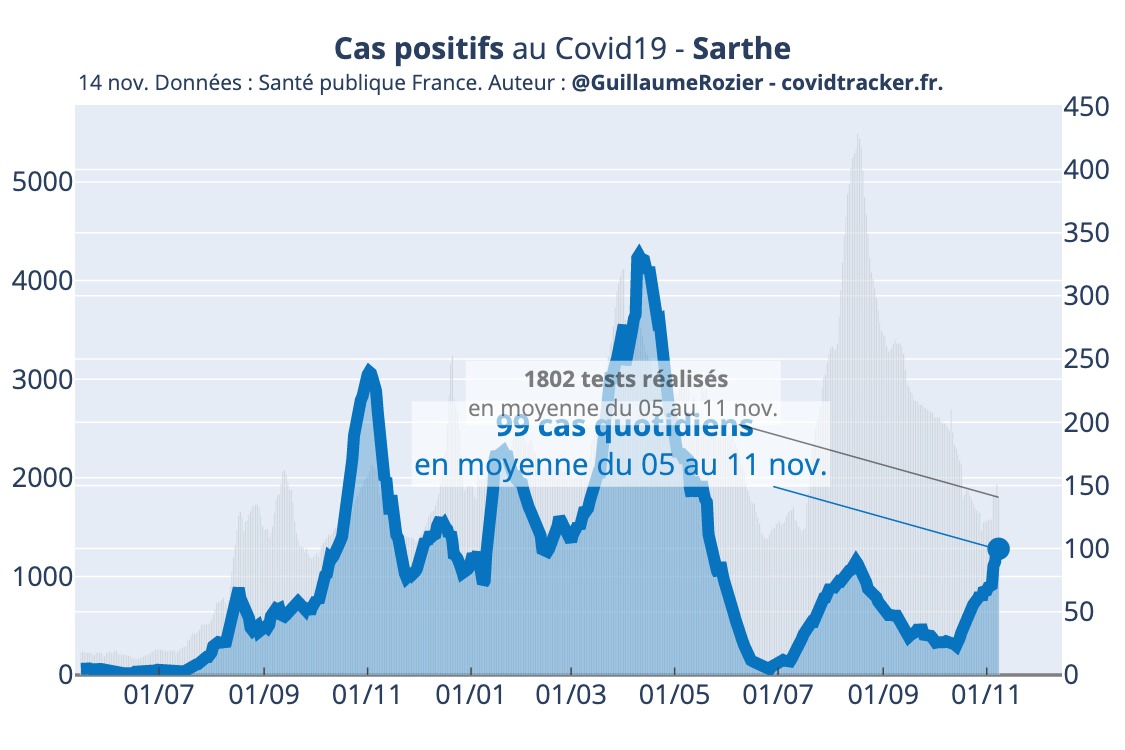 Cas positifs au Covid19 - Sarthe
14 nov. Données : Santé publique France. Auteur : @GuillaumeRozier - covidtracker.fr.
450
5000
400
350
4000
300
3000
250
1802 tests réalisés
en moyenne du 05 au 11 nov.
200
99 cas quotidiens
en moyenne du 05 au 11 nov.
2000
150
100
1000
50
0
0
01/07 01/09 01/11 01/01 01/03 01/05 01/07 01/09 01/11